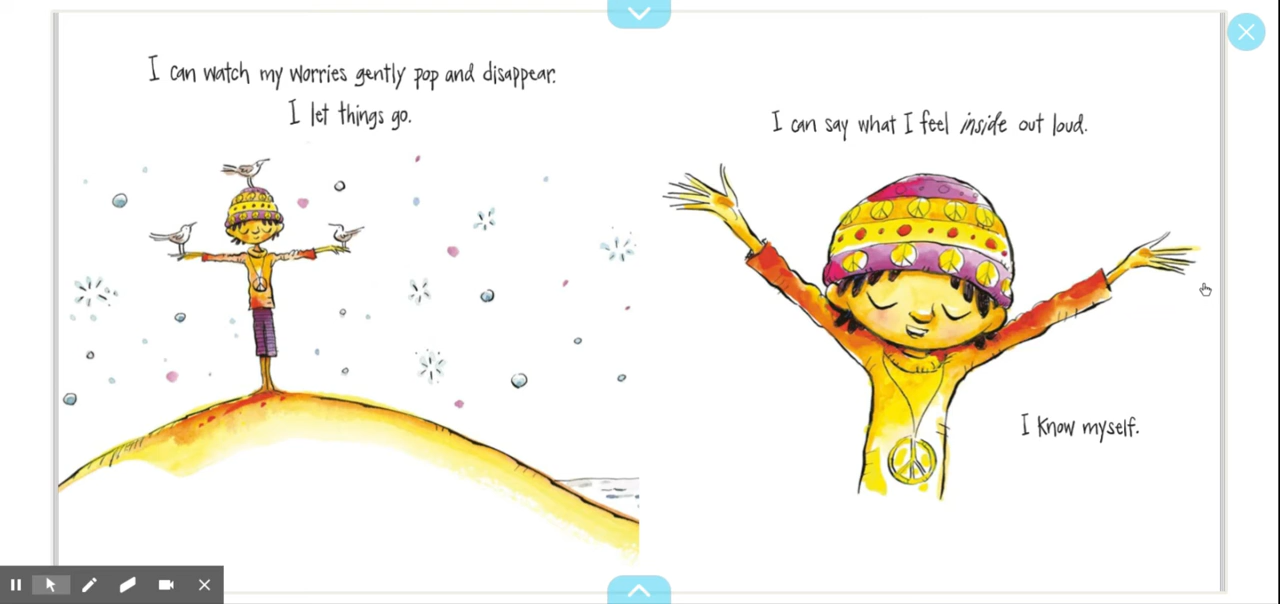 I can watch my worries gently pop and disappear.
I let things go.
I can say what I feel inside out loud.
I know myself.